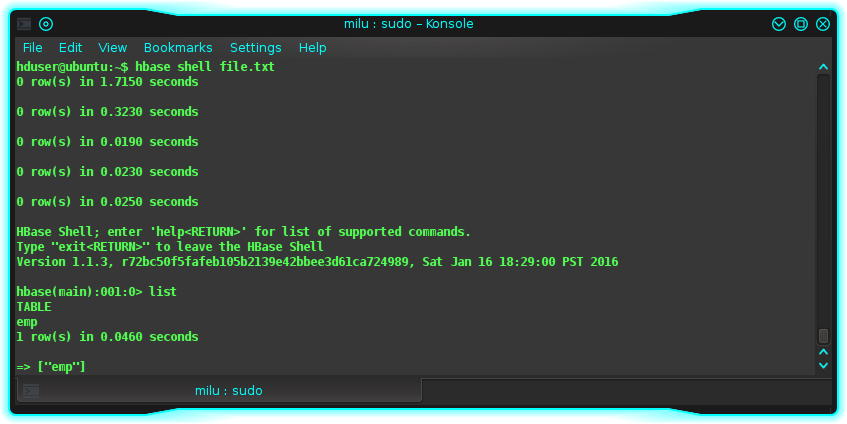 milu : sudo – Konsole
File Edit View Bookmarks Settings Help
hduser@ubuntu:~$ hbase shell file.txt
0 row(s) in 1.7150 seconds
0 row(s) in 0.3230 seconds
0 row(s) in 0.0190 seconds
0 row(s) in 0.0230 seconds
0 row(s) in 0.0250 seconds
HBase Shell; enter 'help<RETURN>' for list of supported commands.
Type "exit<RETURN>" to leave the HBase Shell
Version 1.1.3, r72bc50f5fafeb105b2139e42bbee3d61ca724989, Sat Jan 16 18:29:00 PST 2016
hbase(main):001:0> list
TABLE
emp
1 row(s) in 0.0460 seconds
=> ["emp"]
milu : sudo